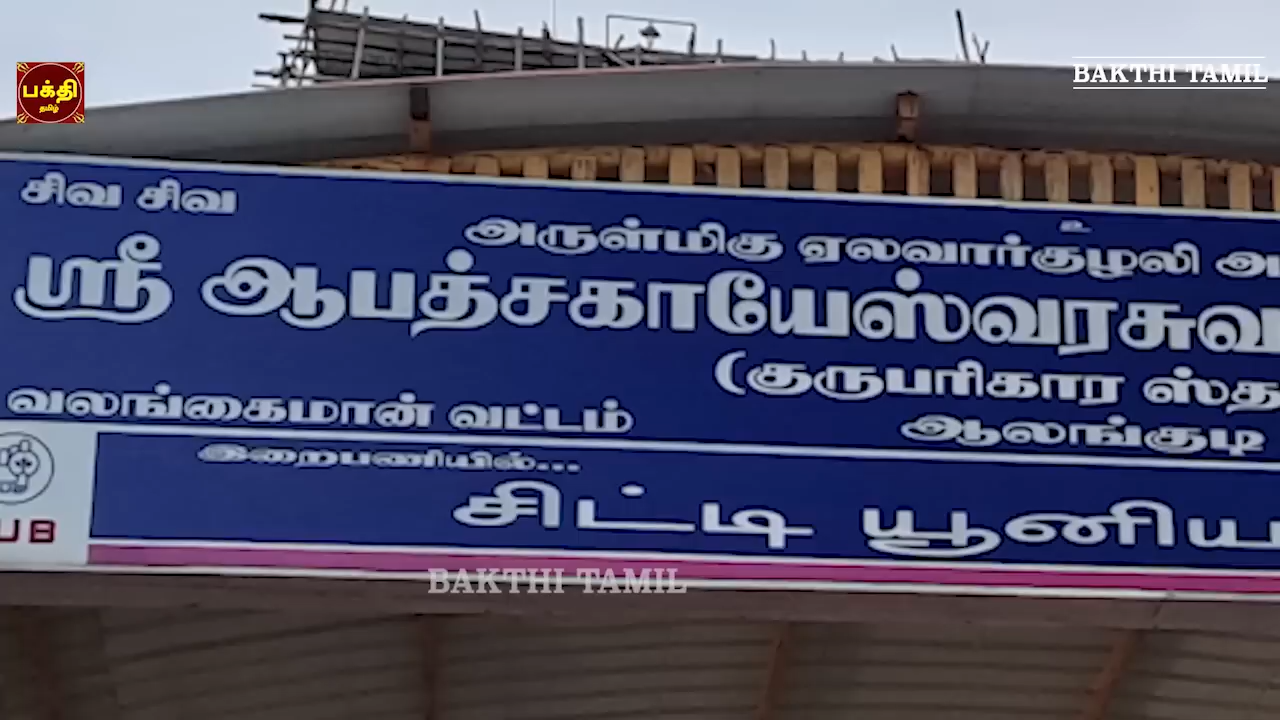 பக்தி
தமிழ்
BAKTHI TAMIL
சிவ சிவ
உ
அருள்மிகு ஏலவார்குழலி அ
ஸ்ரீ ஆபத்சகாயேஸ்வரசுவ
(குருபரிகார ஸ்த
வலங்கைமான் வட்டம்
ஆலங்குடி
இறைபணியில்...
சிட்டி யூனிய
UB
BAKTHI TAMIL